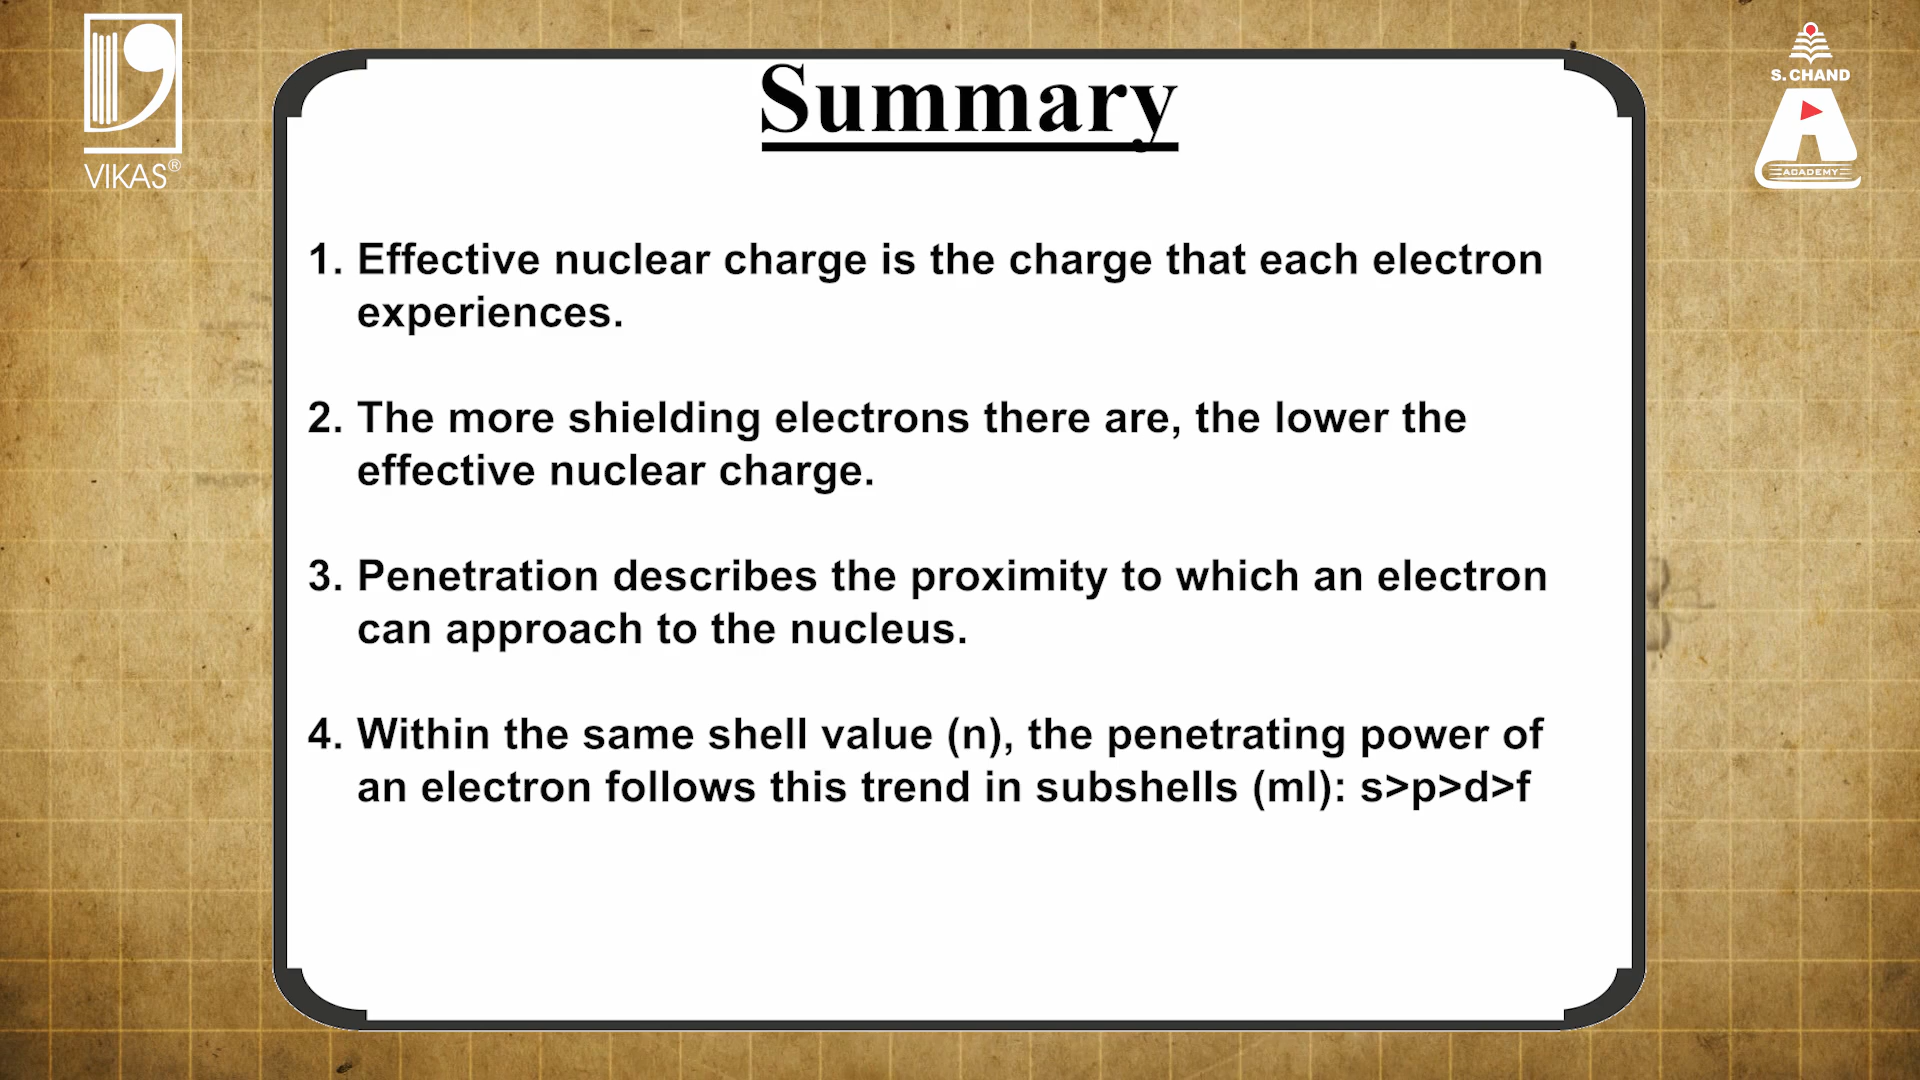 VIKAS®
S. CHAND
ACADEMY
Summary
1. Effective nuclear charge is the charge that each electron
experiences.
2. The more shielding electrons there are, the lower the
effective nuclear charge.
3. Penetration describes the proximity to which an electron
can approach to the nucleus.
4. Within the same shell value (n), the penetrating power of
an electron follows this trend in subshells (ml): s>p>d>f